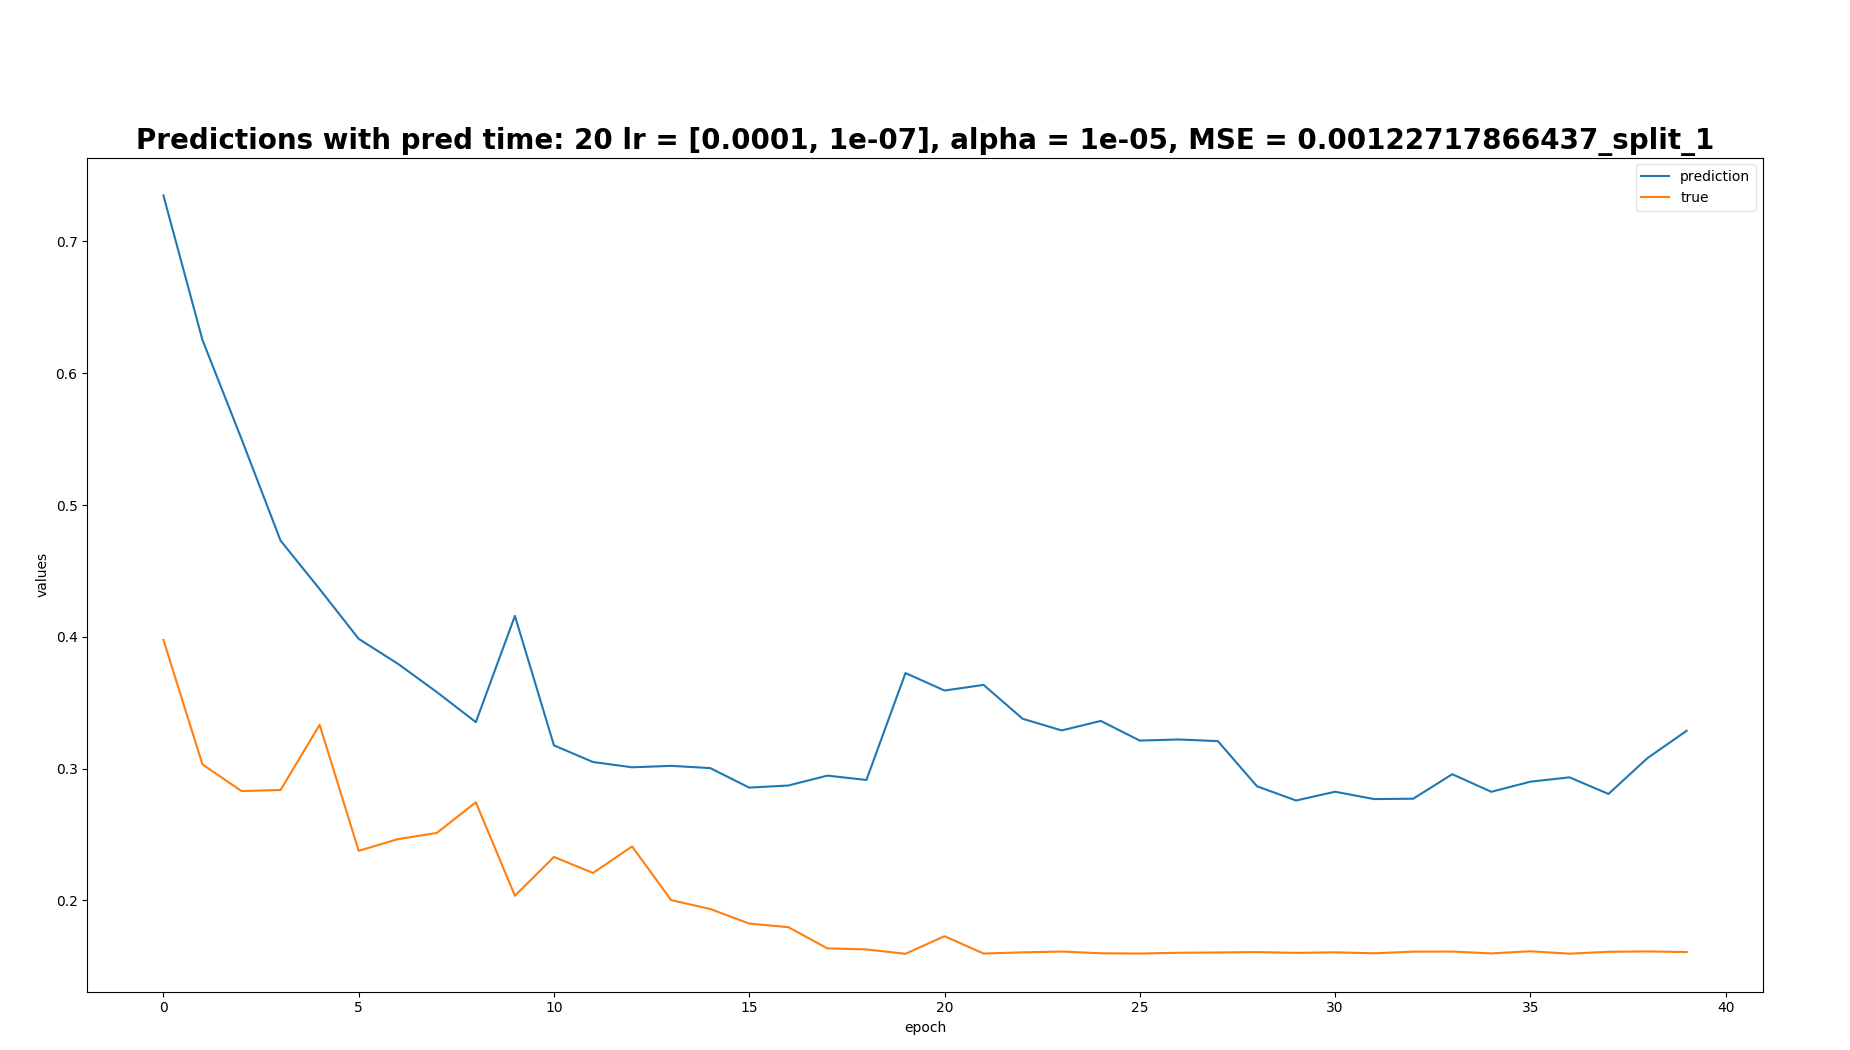 Predictions with pred time: 20 lr = [0.0001, 1e-07], alpha = 1e-05, MSE = 0.00122717866437_split_1
prediction
true
0.7
0.6
0.5
0.4
0.3
0.2
values
0 5 10 15 20 25 30 35 40
epoch